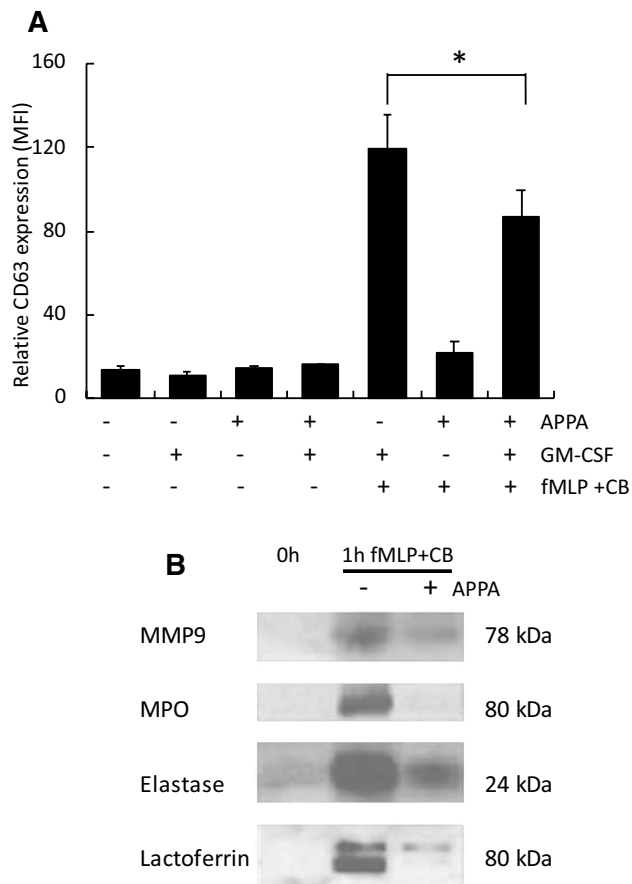 A
Relative CD63 expression (MFI)
160
120
80
40
0
*
- - + + - + + APPA
- + - + + - + GM-CSF
- - - - + + + fMLP +CB
B
0h 1h fMLP+CB
- + APPA
MMP9 78 kDa
MPO 80 kDa
Elastase 24 kDa
Lactoferrin 80 kDa